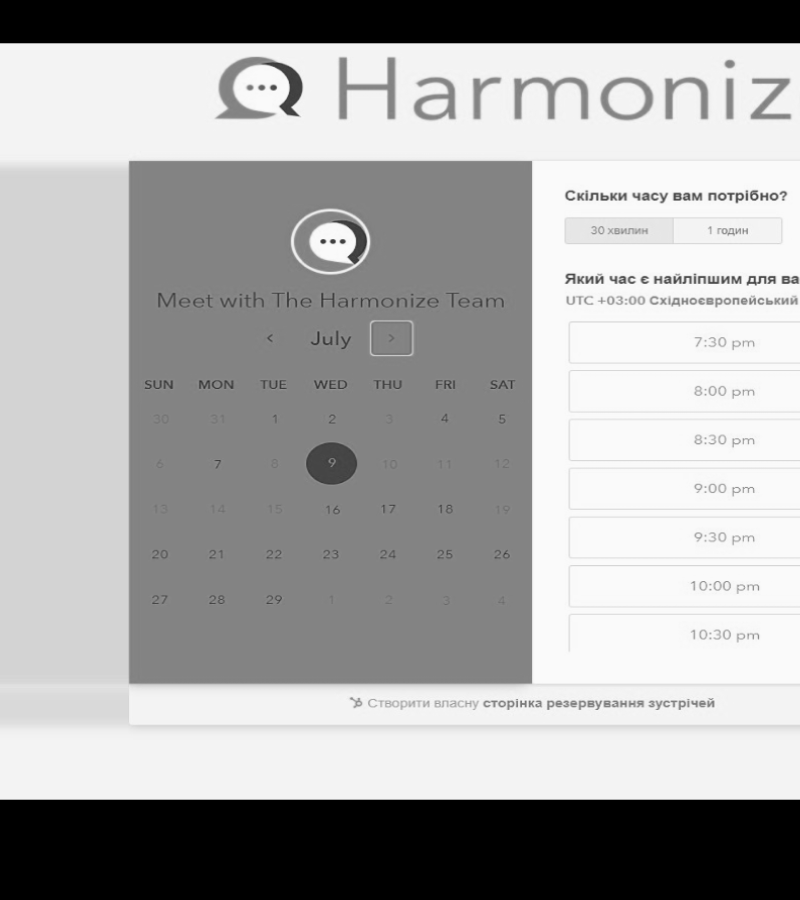 Harmoniz
Meet with The Harmonize Team
< July >
SUN MON TUE WED THU FRI SAT
30 31 1 2 3 4 5
6 7 8 9 10 11 12
13 14 15 16 17 18 19
20 21 22 23 24 25 26
27 28 29 1 2 3 4
Скільки часу вам потрібно?
30 хвилин 1 годин
Який час є найліпшим для ва
UTC +03:00 Східноєвропейський
7:30 pm
8:00 pm
8:30 pm
9:00 pm
9:30 pm
10:00 pm
10:30 pm
Створити власну сторінка резервування зустрічей